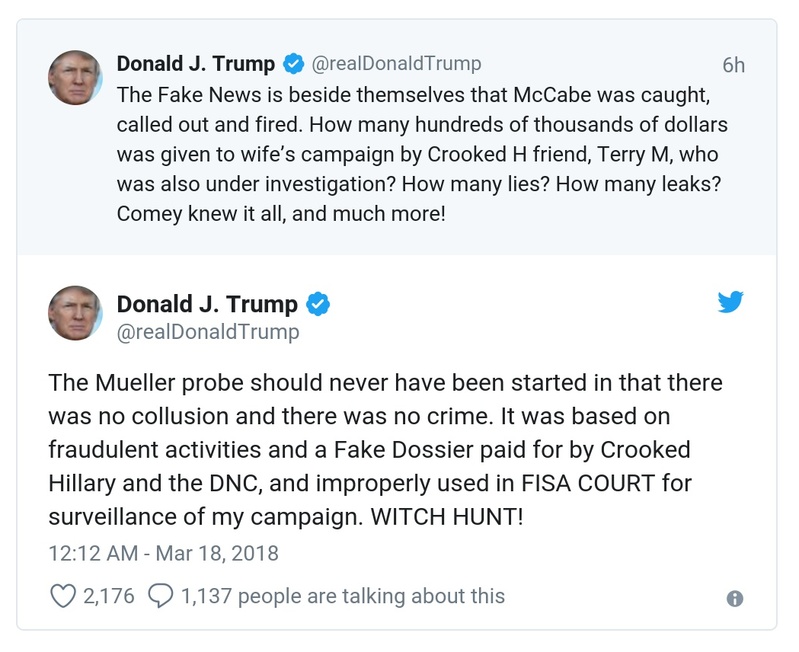 Donald J. Trump @realDonaldTrump 6h
The Fake News is beside themselves that McCabe was caught,
called out and fired. How many hundreds of thousands of dollars
was given to wife’s campaign by Crooked H friend, Terry M, who
was also under investigation? How many lies? How many leaks?
Comey knew it all, and much more!
Donald J. Trump
@realDonaldTrump
The Mueller probe should never have been started in that there
was no collusion and there was no crime. It was based on
fraudulent activities and a Fake Dossier paid for by Crooked
Hillary and the DNC, and improperly used in FISA COURT for
surveillance of my campaign. WITCH HUNT!
12:12 AM - Mar 18, 2018
2,176 1,137 people are talking about this